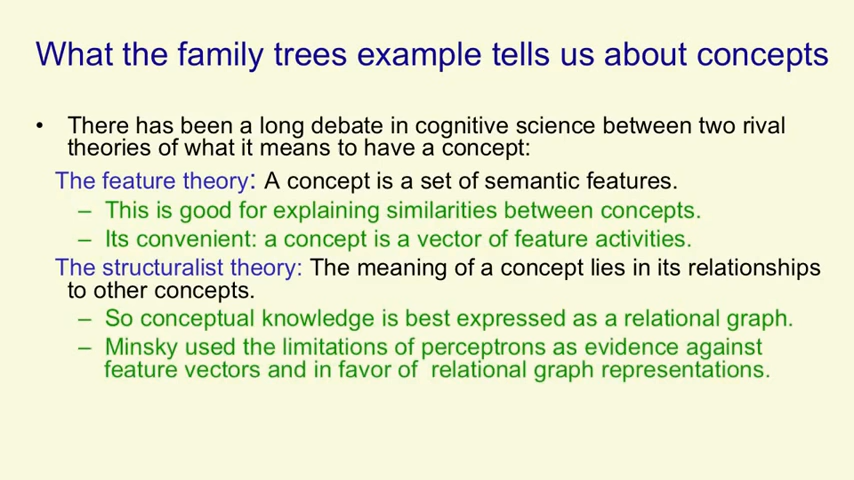 What the family trees example tells us about concepts
• There has been a long debate in cognitive science between two rival
theories of what it means to have a concept:
The feature theory: A concept is a set of semantic features.
– This is good for explaining similarities between concepts.
– Its convenient: a concept is a vector of feature activities.
The structuralist theory: The meaning of a concept lies in its relationships
to other concepts.
– So conceptual knowledge is best expressed as a relational graph.
– Minsky used the limitations of perceptrons as evidence against
feature vectors and in favor of relational graph representations.